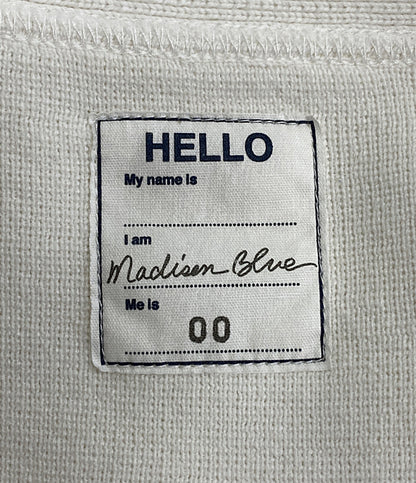 HELLO
My name is
I am
Madison Blue
Me is
00